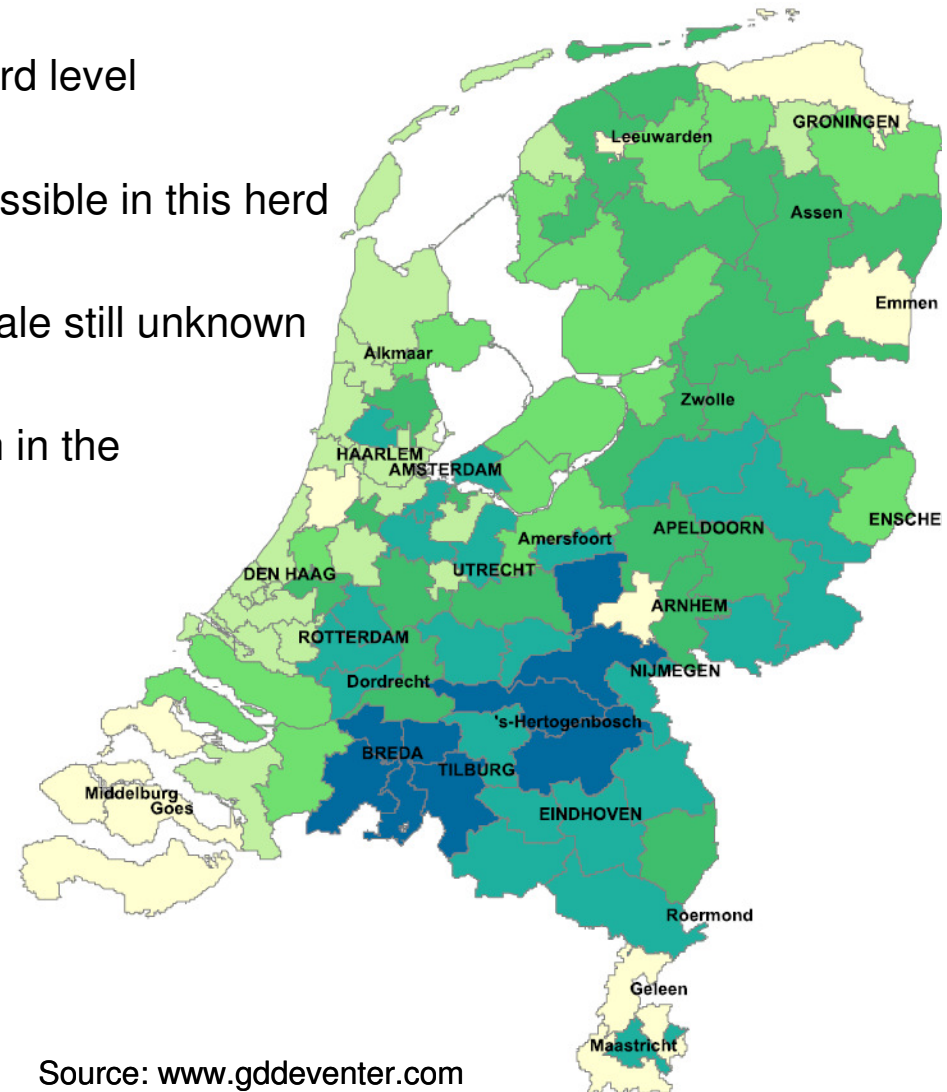 rd level
ssible in this herd
ale still unknown
n in the
Leeuwarden
GRONINGEN
Assen
Emmen
Alkmaar
Zwolle
HAARLEM
AMSTERDAM
ENSCHE
APELDOORN
Amersfoort
DEN HAAG
UTRECHT
ARNHEM
ROTTERDAM
NIJMEGEN
Dordrecht
's-Hertogenbosch
BREDA
TILBURG
Middelburg
Goes
EINDHOVEN
Roermond
Geleen
Maastricht
Source: www.gddeventer.com